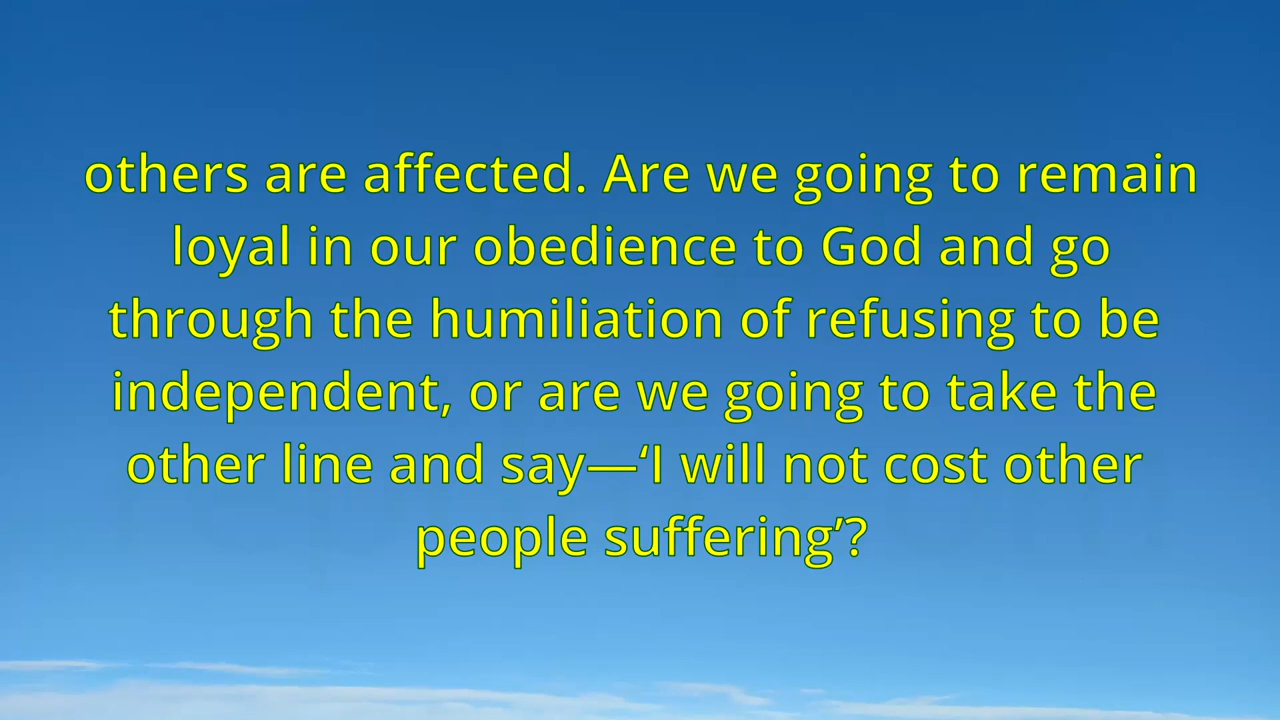 others are affected. Are we going to remain
loyal in our obedience to God and go
through the humiliation of refusing to be
independent, or are we going to take the
other line and say—‘I will not cost other
people suffering’?